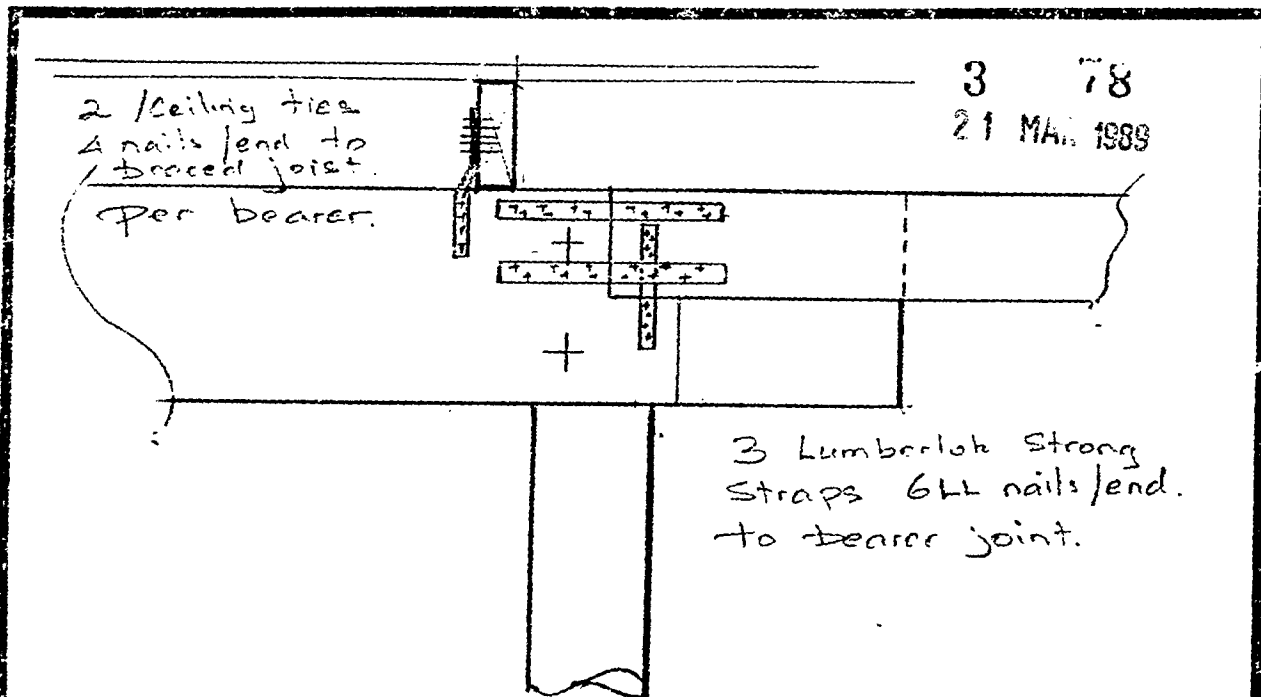 3 78
21 MAR 1989
2 /Ceiling ties
4 nails/end to
braced joist.
per bearer.
3 Lumberlok Strong
Straps 6LL nails/end.
to bearer joint.